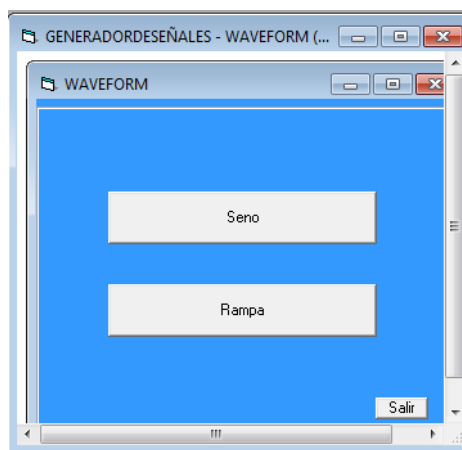 GENERADORDESEÑALES - WAVEFORM (...
WAVEFORM
Seno
Rampa
Salir